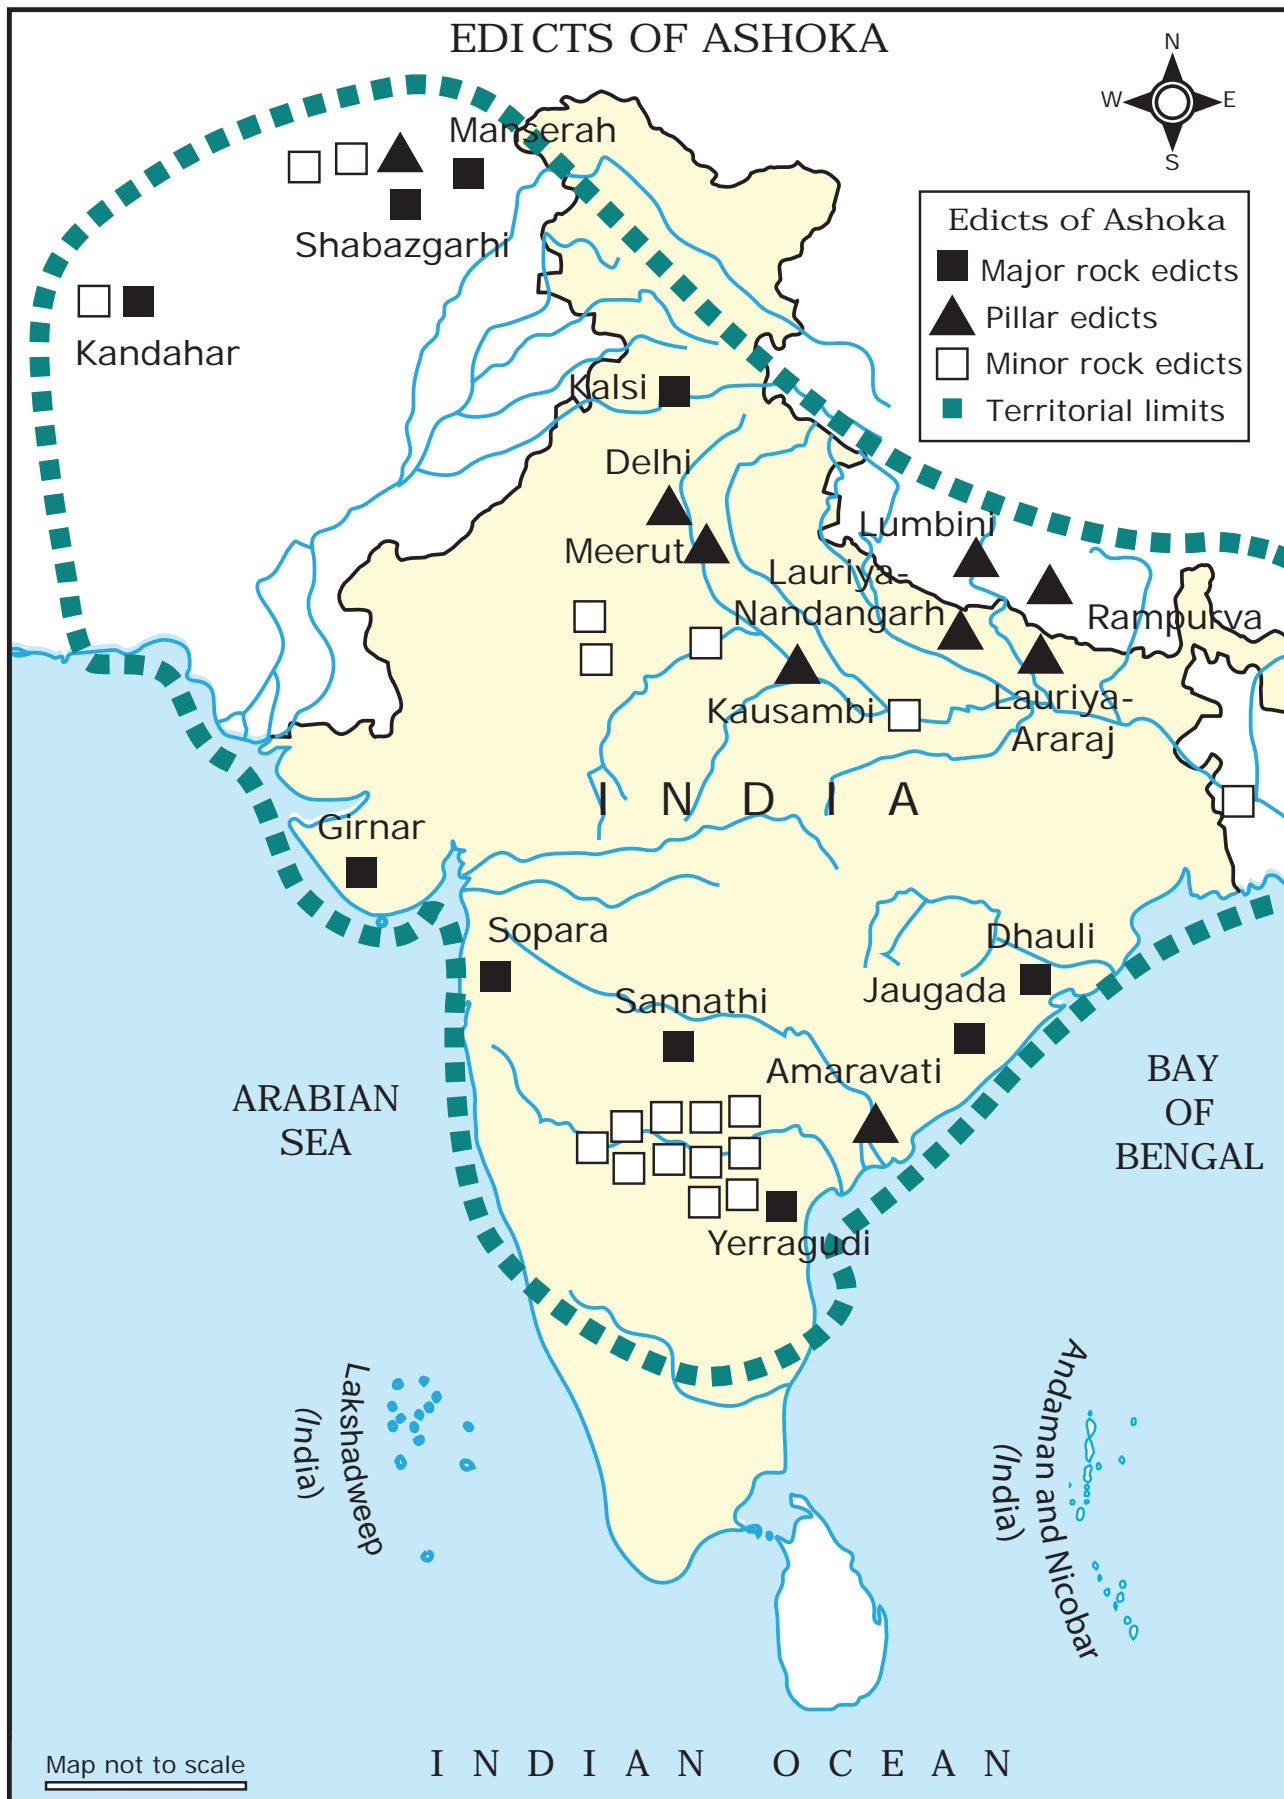 EDICTS OF ASHOKA
N
W
E
S
Manserah
Shabazgarhi
Kandahar
Edicts of Ashoka
Major rock edicts
Pillar edicts
Minor rock edicts
Territorial limits
Kalsi
Delhi
Meerut
Lumbini
Lauriya-
Nandangarh
Rampurva
Kausambi
Lauriya-
Araraj
I N D I A
Girnar
Sopara
Sannathi
Dhauli
Jaugada
Amaravati
ARABIAN
SEA
BAY
OF
BENGAL
Yerragudi
Lakshadweep
(India)
Andaman and Nicobar
(India)
Map not to scale
I N D I A N O C E A N